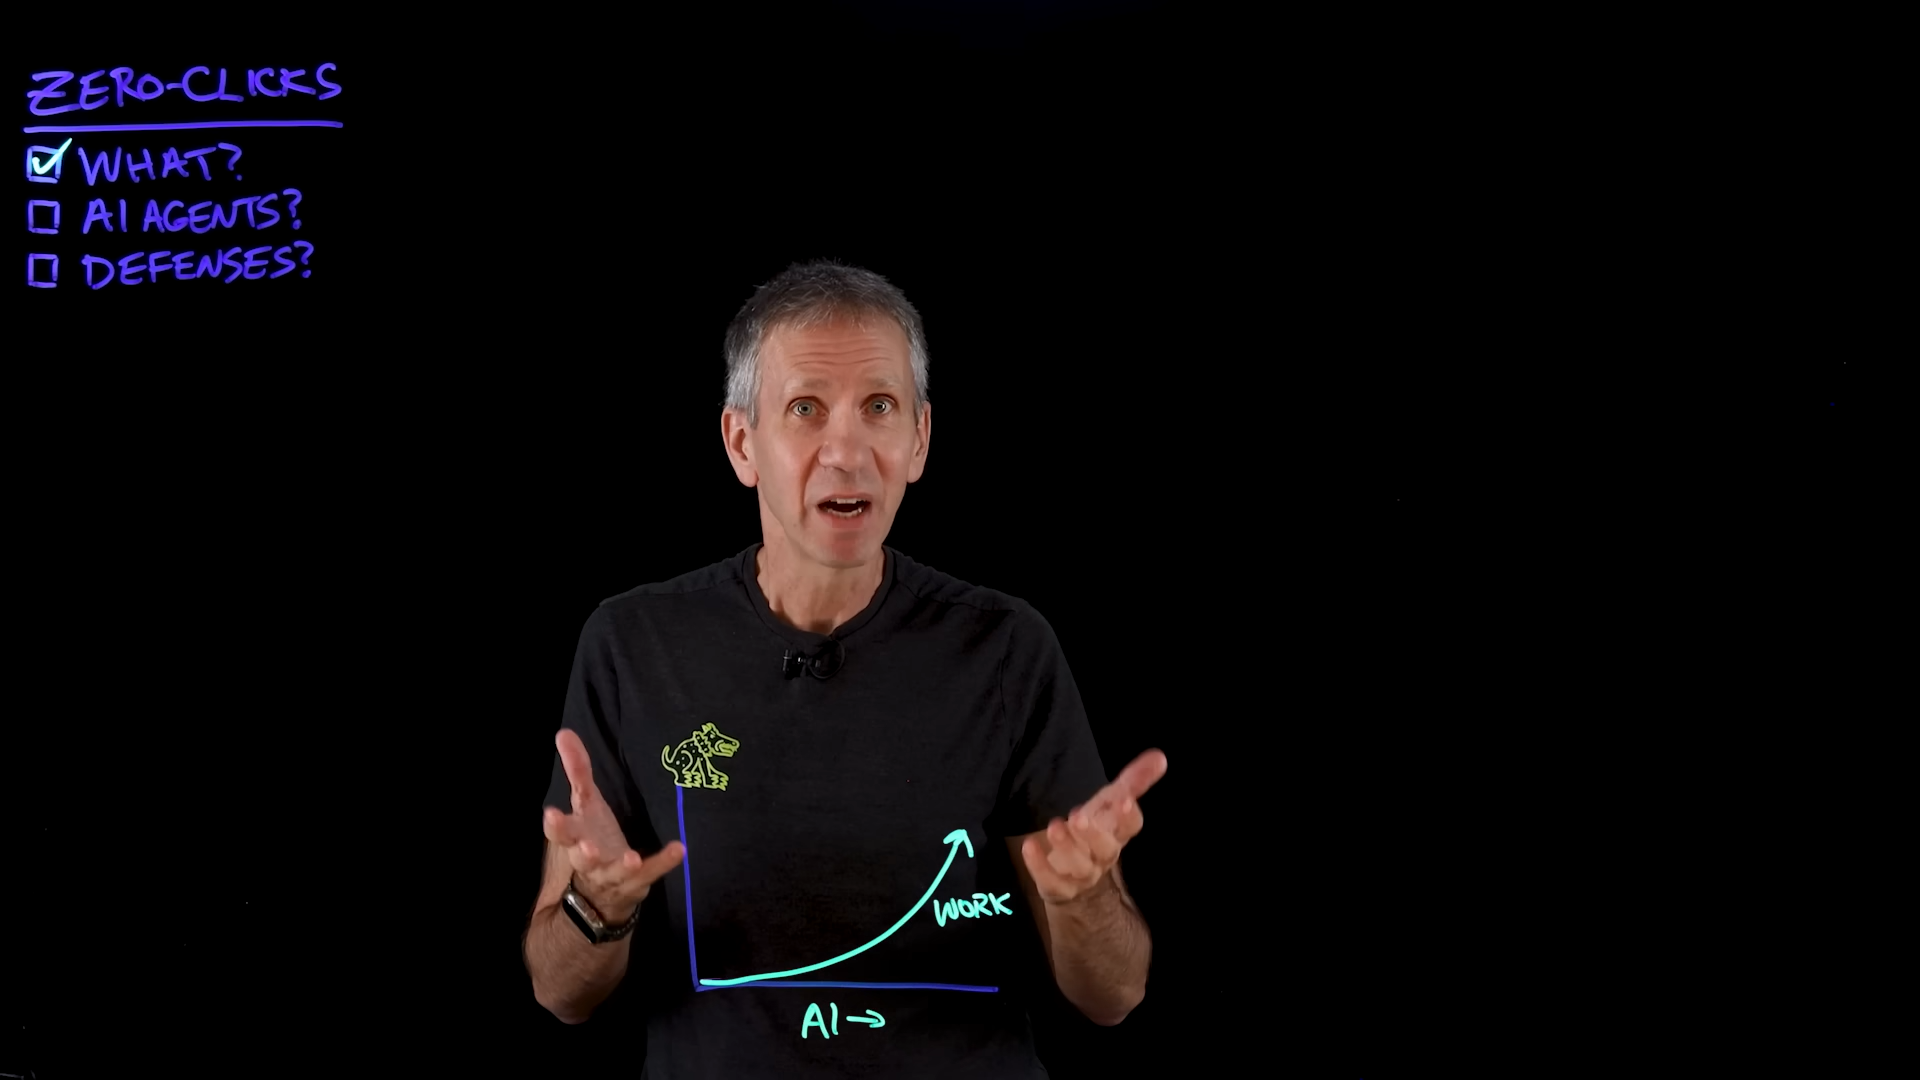 ZERO-CLICKS
WHAT?
AI AGENTS?
DEFENSES?
WORK
AI→